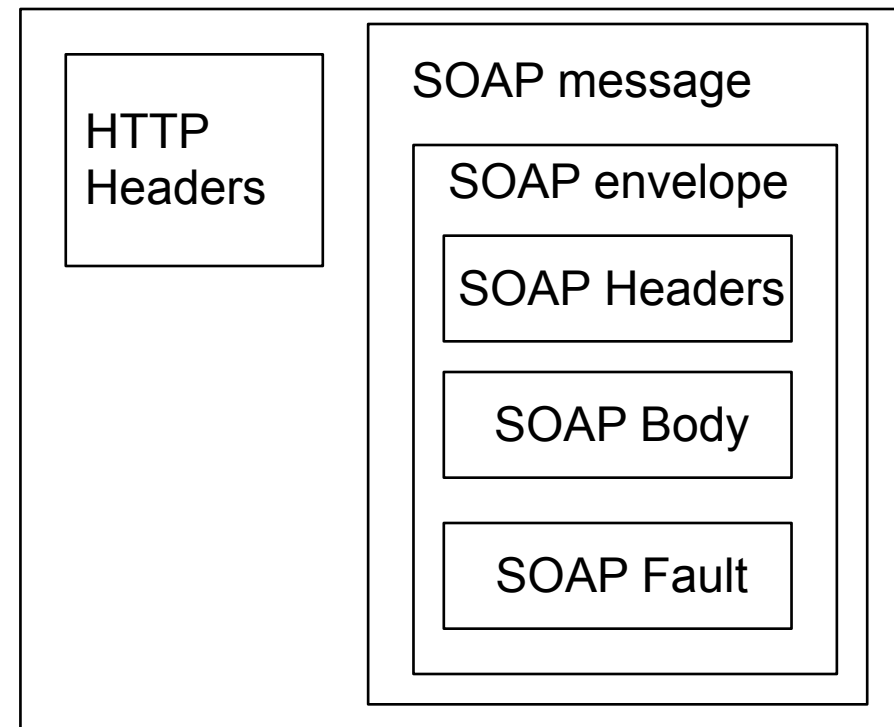 HTTP
Headers
SOAP message
SOAP envelope
SOAP Headers
SOAP Body
SOAP Fault